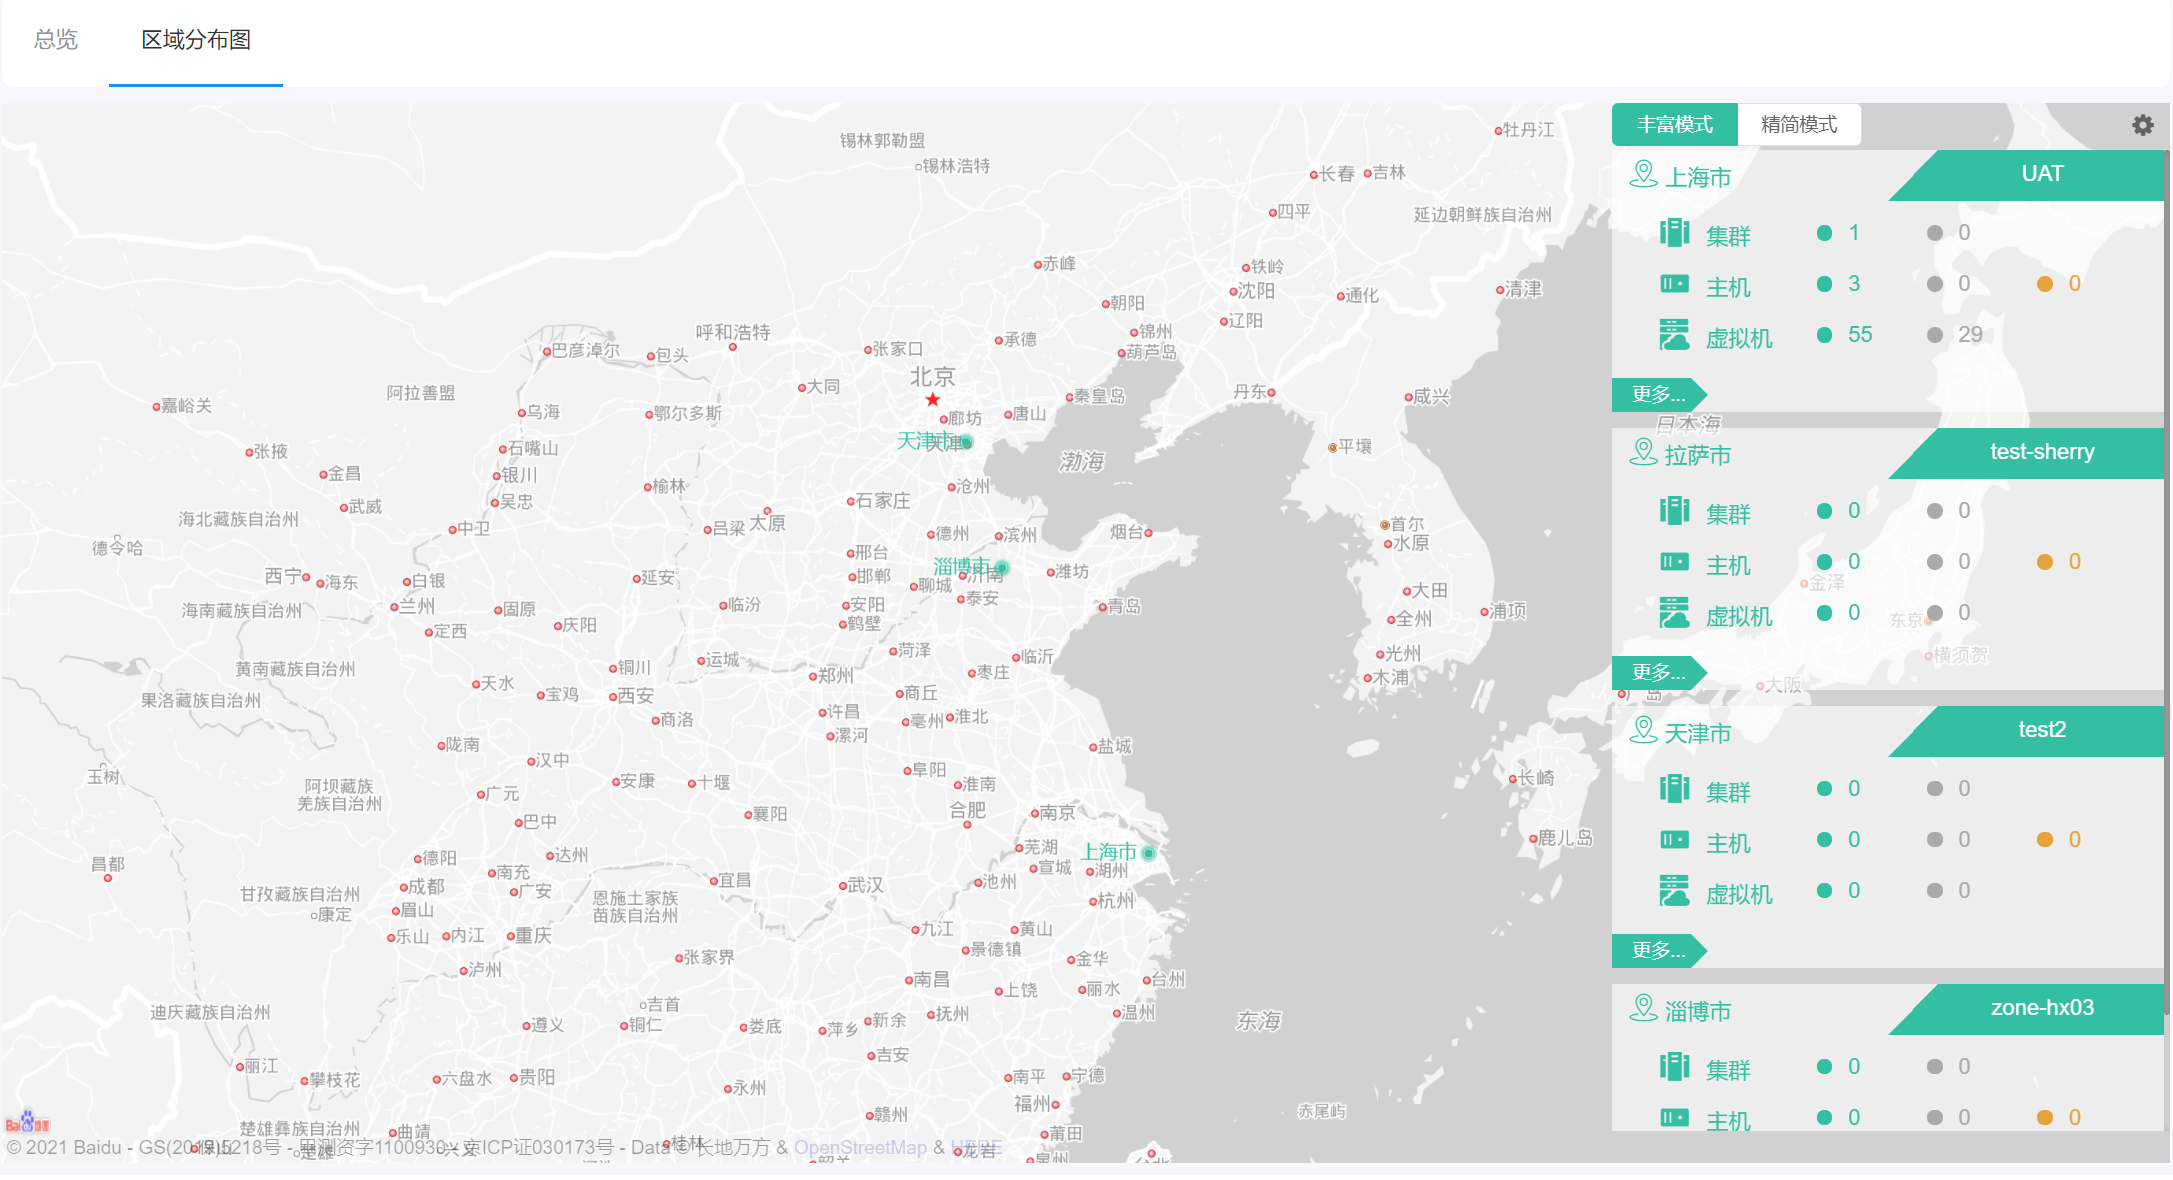 总览
区域分布图
丰富模式
精简模式
上海市
UAT
集群 1 0
主机 3 0 0
虚拟机 55 29
更多...
拉萨市
test-sherry
集群 0 0
主机 0 0 0
虚拟机 0 0
更多...
天津市
test2
集群 0 0
主机 0 0 0
虚拟机 0 0
更多...
淄博市
zone-hx03
集群 0 0
主机 0 0 0
锡林郭勒盟
锡林浩特
牡丹江
长春
吉林
四平
延边朝鲜族自治州
赤峰
铁岭
沈阳
通化
清津
朝阳
辽阳
锦州
葫芦岛
呼和浩特
巴彦淖尔
包头
张家口
承德
北京
大同
阿拉善盟
嘉峪关
乌海
鄂尔多斯
秦皇岛
丹东
咸兴
廊坊
唐山
天津市
日本海
平壤
石嘴山
张掖
渤海
金昌
银川
榆林
沧州
石家庄
武威
吴忠
海北藏族自治州
中卫
吕梁
太原
德州
滨州
烟台
首尔
水原
德令哈
邢台
淄博市
济南
西宁
海东
白银
延安
邯郸
聊城
潍坊
金泽
大田
兰州
海南藏族自治州
固原
临汾
安阳
泰安
青岛
浦项
全州
东京
定西
庆阳
鹤壁
横须贺
黄南藏族自治州
铜川
运城
菏泽
临沂
光州
果洛藏族自治州
天水
宝鸡
西安
郑州
枣庄
木浦
大阪
广岛
商洛
许昌
商丘
亳州
淮北
漯河
陇南
汉中
盐城
玉树
阿坝藏族
羌族自治州
安康
十堰
阜阳
淮南
长崎
广元
巴中
襄阳
合肥
南京
鹿儿岛
昌都
德阳
达州
芜湖
上海市
宣城
湖州
南充
成都
广安
宜昌
武汉
池州
杭州
甘孜藏族自治州
康定
眉山
恩施土家族
苗族自治州
乐山
内江
重庆
九江
黄山
景德镇
泸州
张家界
金华
南昌
上饶
丽水
台州
迪庆藏族自治州
吉首
铜仁
遵义
娄底
萍乡
新余
抚州
温州
东海
吉安
丽江
攀枝花
六盘水
贵阳
永州
南平
宁德
福州
赤尾屿
赣州
楚雄彝族自治州
曲靖
莆田
桂林
龙岩
韶关
泉州
台北
© 2021 Baidu - GS(2019)5218号 - 甲测资字1100930 - 京ICP证030173号 - Data © 长地万方 & OpenStreetMap & HERE